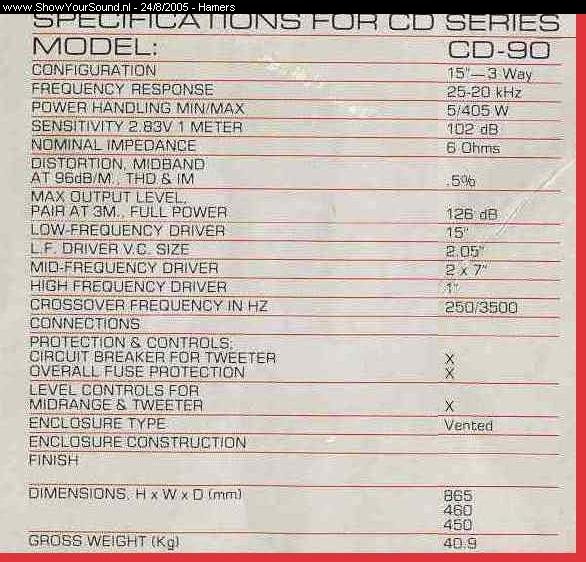 www.ShowYourSound.nl - 24/8/2005 - Hamers
SPECIFICATIONS FOR CD SERIES
MODEL: CD-90
CONFIGURATION 15"—3 Way
FREQUENCY RESPONSE 25-20 kHz
POWER HANDLING MIN/MAX 5/405 W
SENSITIVITY 2.83V 1 METER 102 dB
NOMINAL IMPEDANCE 6 Ohms
DISTORTION, MIDBAND
AT 96dB/M., THD & IM .5%
MAX OUTPUT LEVEL,
PAIR AT 3M., FULL POWER 126 dB
LOW-FREQUENCY DRIVER 15"
L.F. DRIVER V.C. SIZE 2.05"
MID-FREQUENCY DRIVER 2 x 7"
HIGH FREQUENCY DRIVER 1"
CROSSOVER FREQUENCY IN HZ 250/3500
CONNECTIONS
PROTECTION & CONTROLS:
CIRCUIT BREAKER FOR TWEETER X
OVERALL FUSE PROTECTION X
LEVEL CONTROLS FOR
MIDRANGE & TWEETER X
ENCLOSURE TYPE Vented
ENCLOSURE CONSTRUCTION
FINISH
DIMENSIONS, H x W x D (mm) 865
460
450
GROSS WEIGHT (Kg) 40.9